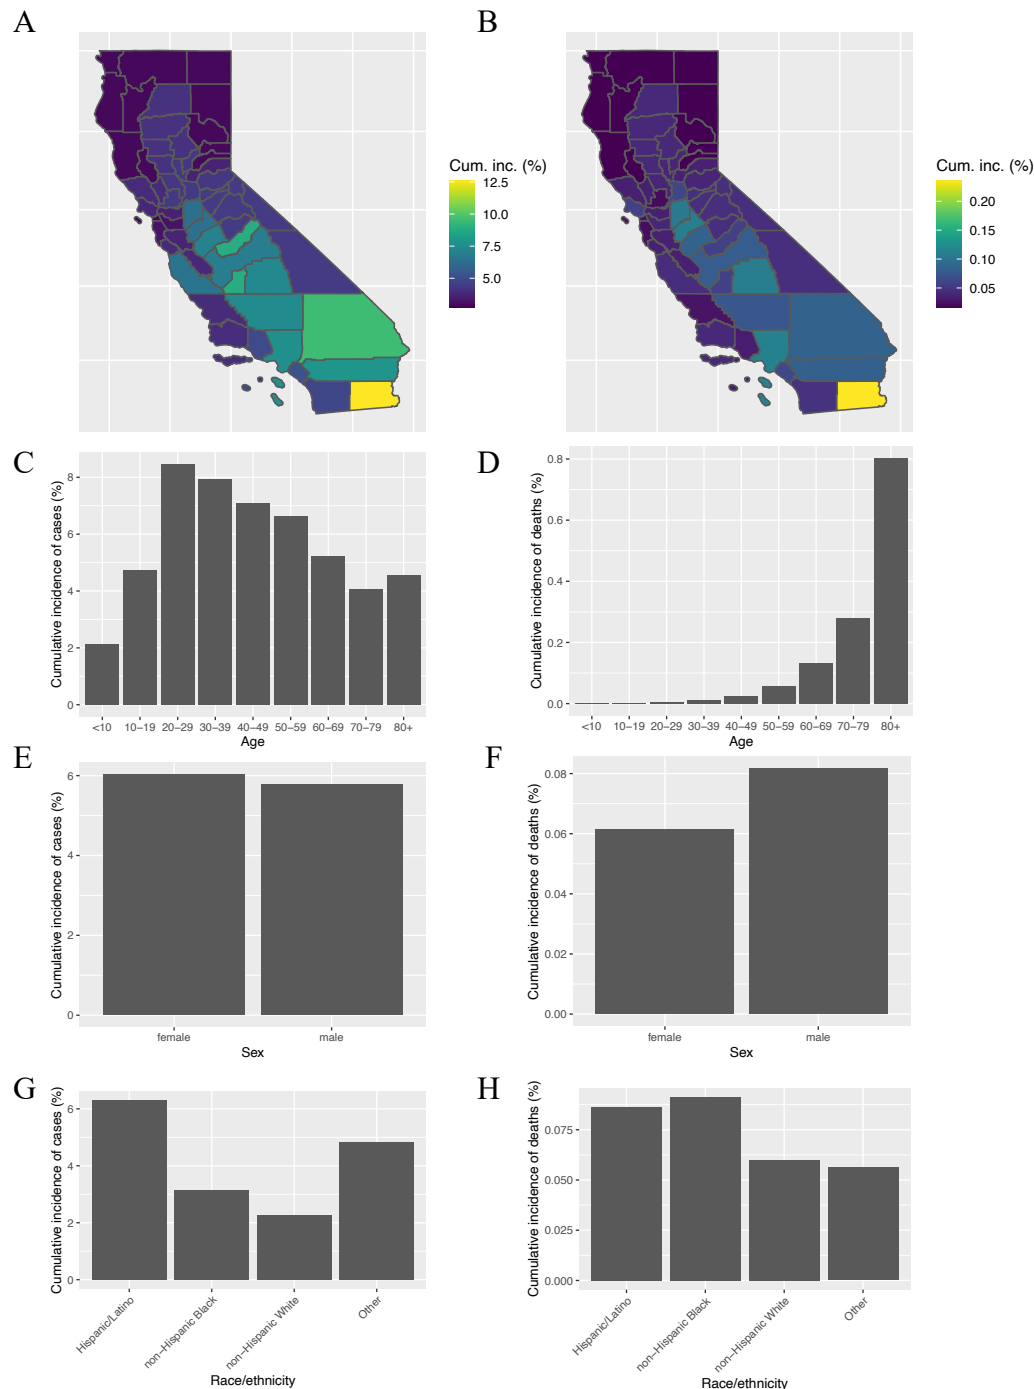 A
Cum. inc. (%)
12.5
10.0
7.5
5.0
B
Cum. inc. (%)
0.20
0.15
0.10
0.05
C
Cumulative incidence of cases (%)
8
6
4
2
0
<10 10−19 20−29 30−39 40−49 50−59 60−69 70−79 80+
Age
D
Cumulative incidence of deaths (%)
0.8
0.6
0.4
0.2
0.0
<10 10−19 20−29 30−39 40−49 50−59 60−69 70−79 80+
Age
E
Cumulative incidence of cases (%)
6
4
2
0
female male
Sex
F
Cumulative incidence of deaths (%)
0.08
0.06
0.04
0.02
0.00
female male
Sex
G
Cumulative incidence of cases (%)
6
4
2
0
Hispanic/Latino
non−Hispanic Black
non−Hispanic White
Other
Race/ethnicity
H
Cumulative incidence of deaths (%)
0.075
0.050
0.025
0.000
Hispanic/Latino
non−Hispanic Black
non−Hispanic White
Other
Race/ethnicity